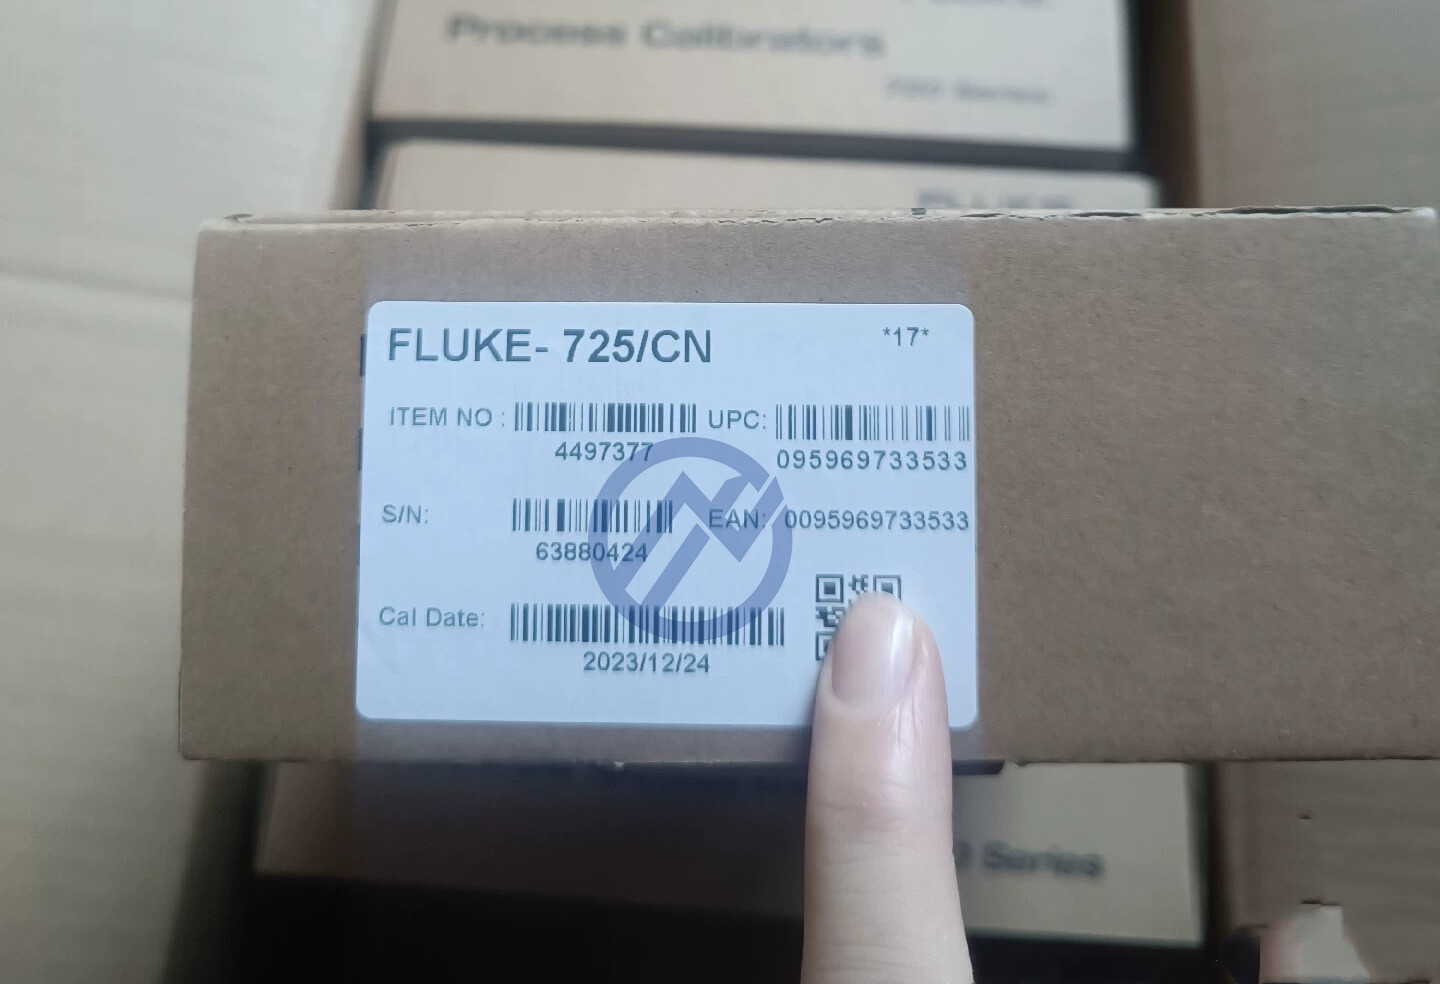 Process Calibrators
FLUKE
FLUKE- 725/CN
*17*
ITEM NO :
4497377
UPC:
095969733533
S/N:
63880424
EAN: 0095969733533
Cal Date:
2023/12/24
Series